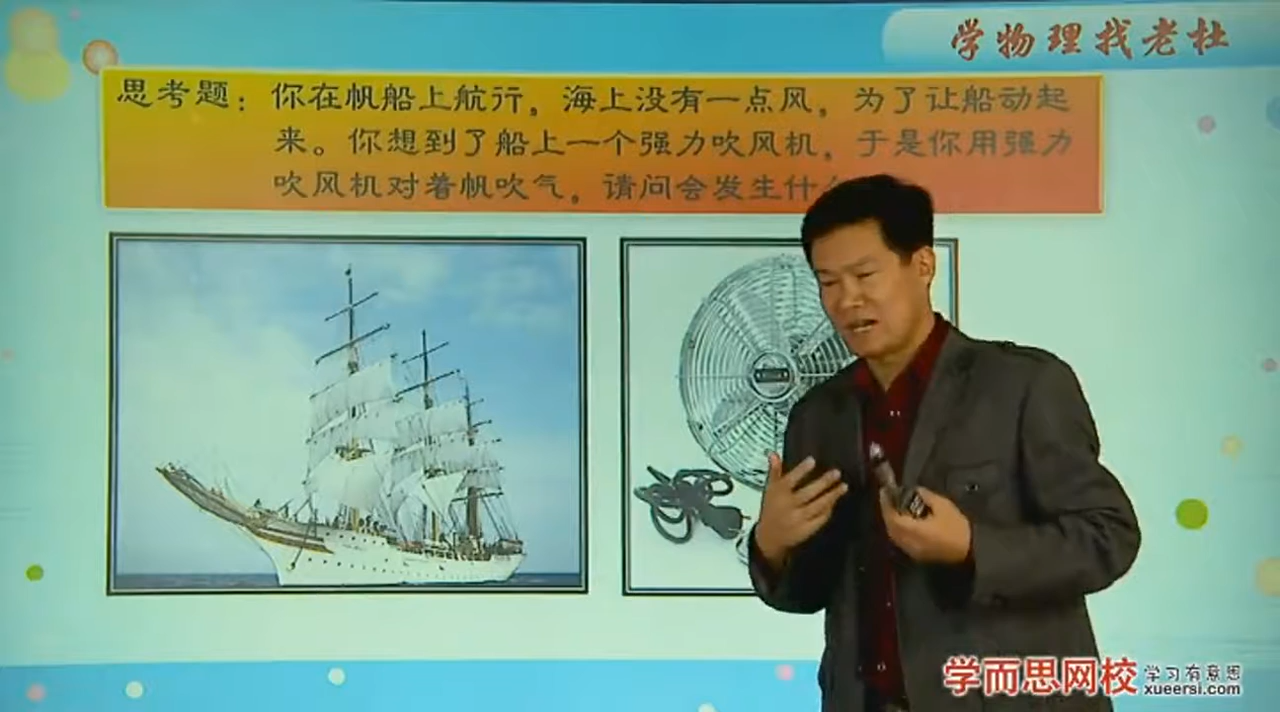 学物理找老杜
思考题：你在帆船上航行，海上没有一点风，为了让船动起
来。你想到了船上一个强力吹风机，于是你用强力
吹风机对着帆吹气。请问会发生什
学而思网校
学习有意思
xueersi.com